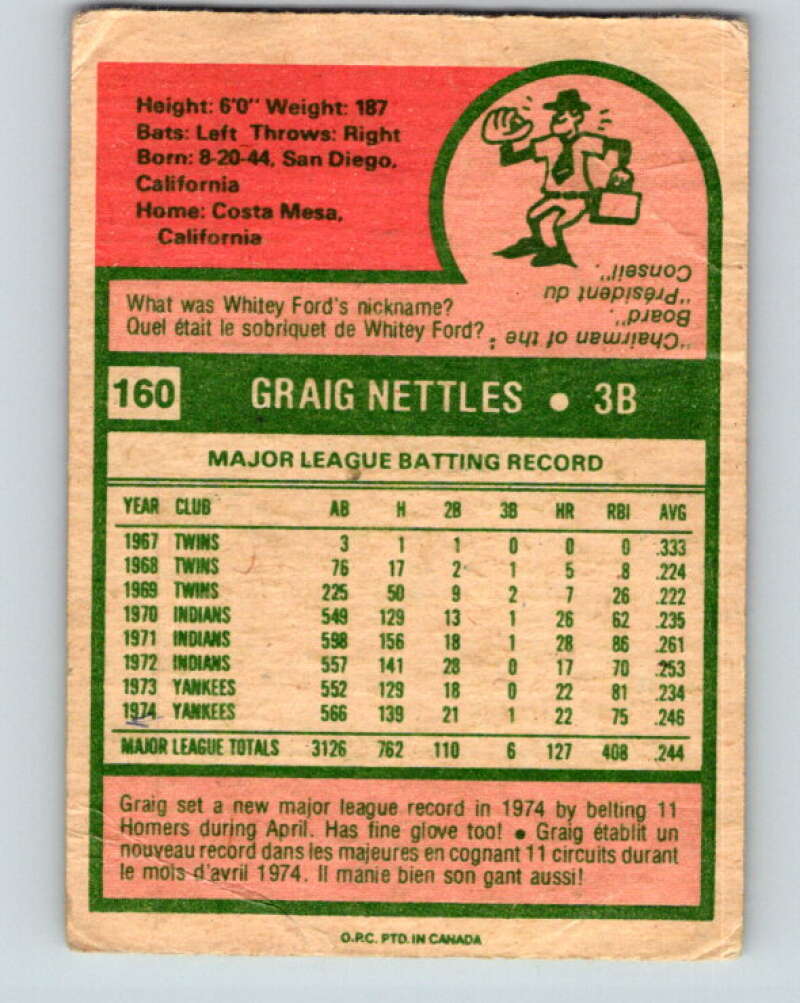 Height: 6'0" Weight: 187
Bats: Left Throws: Right
Born: 8-20-44, San Diego,
California
Home: Costa Mesa,
California
What was Whitey Ford's nickname?
Quel était le sobriquet de Whitey Ford?
"Chairman of the
Board".
"Président du
Conseil".
160 GRAIG NETTLES • 3B
MAJOR LEAGUE BATTING RECORD
YEAR CLUB AB H 2B 3B HR RBI AVG
1967 TWINS 3 1 1 0 0 0 .333
1968 TWINS 76 17 2 1 5 .8 .224
1969 TWINS 225 50 9 2 7 26 .222
1970 INDIANS 549 129 13 1 26 62 .235
1971 INDIANS 598 156 18 1 28 86 .261
1972 INDIANS 557 141 28 0 17 70 .253
1973 YANKEES 552 129 18 0 22 81 .234
1974 YANKEES 566 139 21 1 22 75 .246
MAJOR LEAGUE TOTALS 3126 762 110 6 127 408 .244
Graig set a new major league record in 1974 by belting 11
Homers during April. Has fine glove too! • Graig établit un
nouveau record dans les majeures en cognant 11 circuits durant
le mois d'avril 1974. Il manie bien son gant aussi!
O.P.C. PTD. IN CANADA